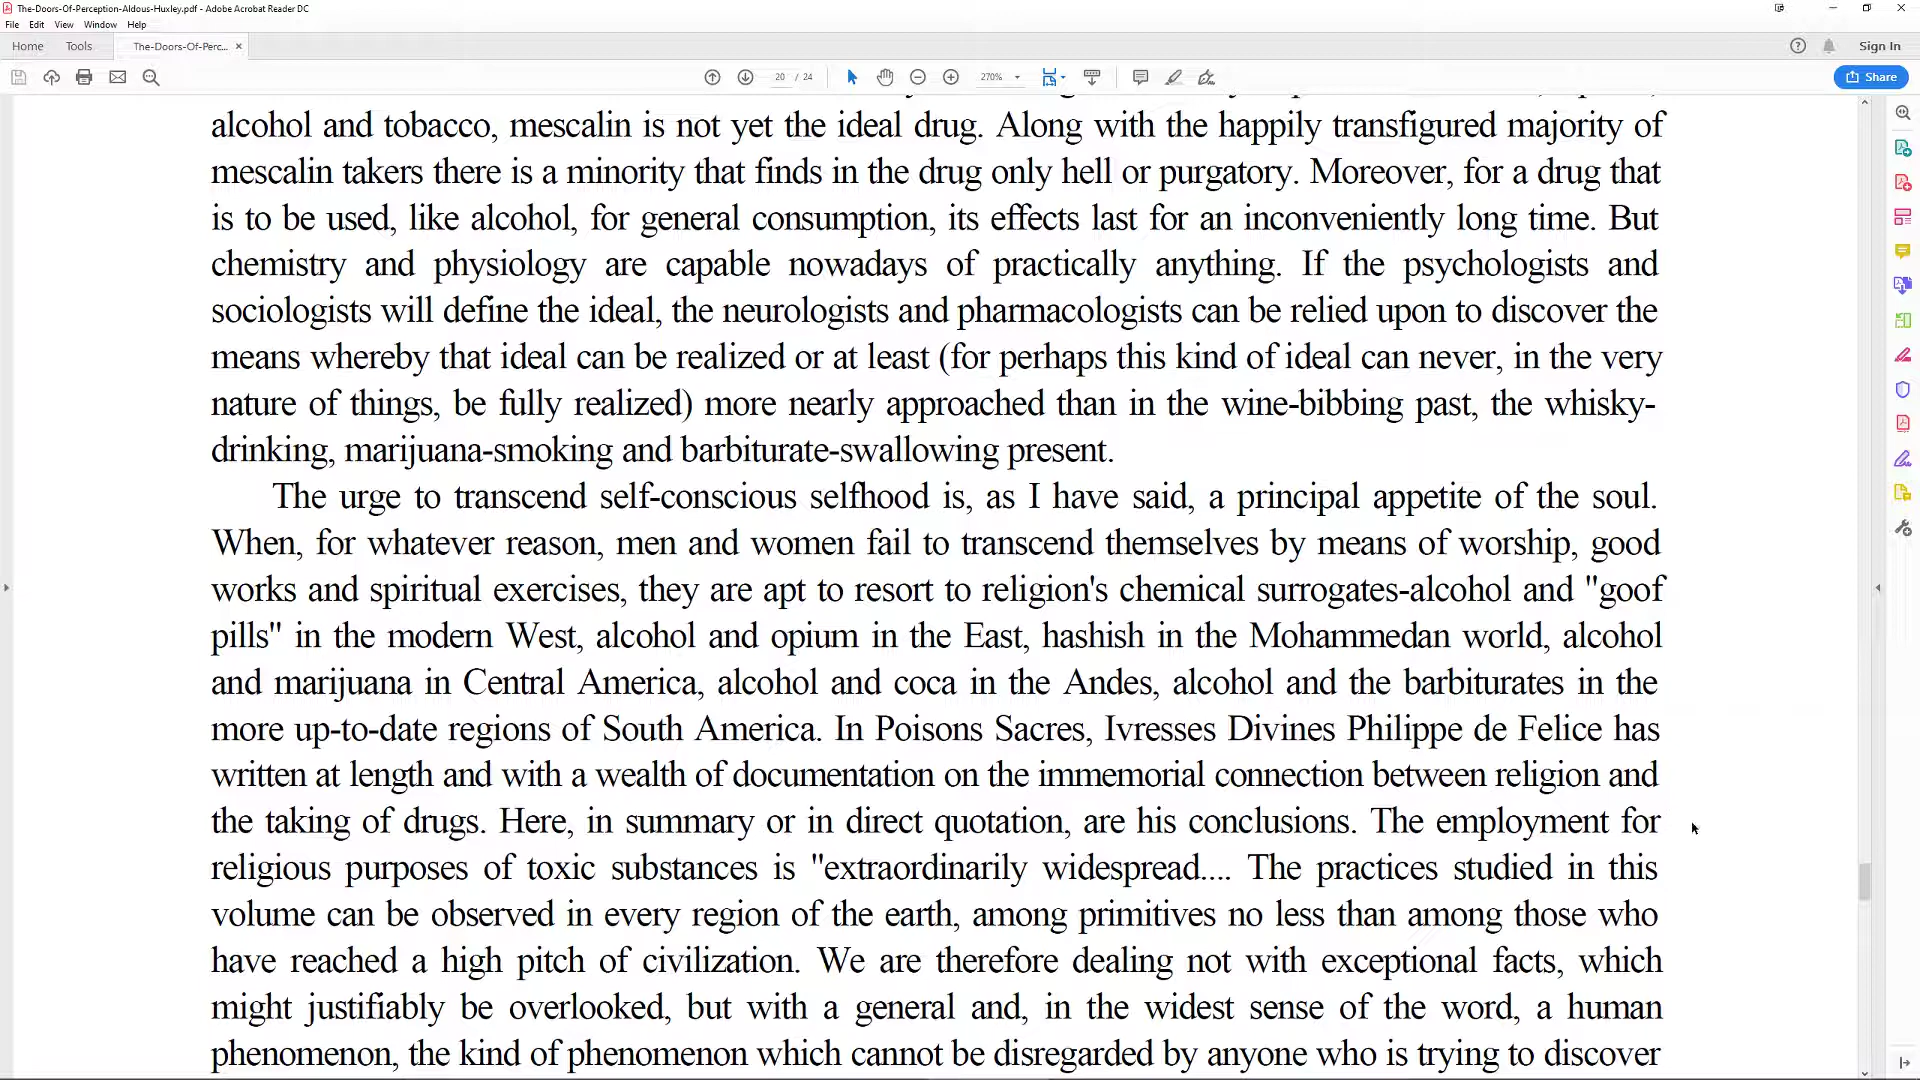 The-Doors-Of-Perception-Aldous-Huxley.pdf - Adobe Acrobat Reader DC
File Edit View Window Help
Home Tools The-Doors-Of-Perc... × Sign In
20 / 24 270% Share
alcohol and tobacco, mescalin is not yet the ideal drug. Along with the happily transfigured majority of
mescalin takers there is a minority that finds in the drug only hell or purgatory. Moreover, for a drug that
is to be used, like alcohol, for general consumption, its effects last for an inconveniently long time. But
chemistry and physiology are capable nowadays of practically anything. If the psychologists and
sociologists will define the ideal, the neurologists and pharmacologists can be relied upon to discover the
means whereby that ideal can be realized or at least (for perhaps this kind of ideal can never, in the very
nature of things, be fully realized) more nearly approached than in the wine-bibbing past, the whisky-
drinking, marijuana-smoking and barbiturate-swallowing present.
The urge to transcend self-conscious selfhood is, as I have said, a principal appetite of the soul.
When, for whatever reason, men and women fail to transcend themselves by means of worship, good
works and spiritual exercises, they are apt to resort to religion's chemical surrogates-alcohol and "goof
pills" in the modern West, alcohol and opium in the East, hashish in the Mohammedan world, alcohol
and marijuana in Central America, alcohol and coca in the Andes, alcohol and the barbiturates in the
more up-to-date regions of South America. In Poisons Sacres, Ivresses Divines Philippe de Felice has
written at length and with a wealth of documentation on the immemorial connection between religion and
the taking of drugs. Here, in summary or in direct quotation, are his conclusions. The employment for
religious purposes of toxic substances is "extraordinarily widespread.... The practices studied in this
volume can be observed in every region of the earth, among primitives no less than among those who
have reached a high pitch of civilization. We are therefore dealing not with exceptional facts, which
might justifiably be overlooked, but with a general and, in the widest sense of the word, a human
phenomenon, the kind of phenomenon which cannot be disregarded by anyone who is trying to discover